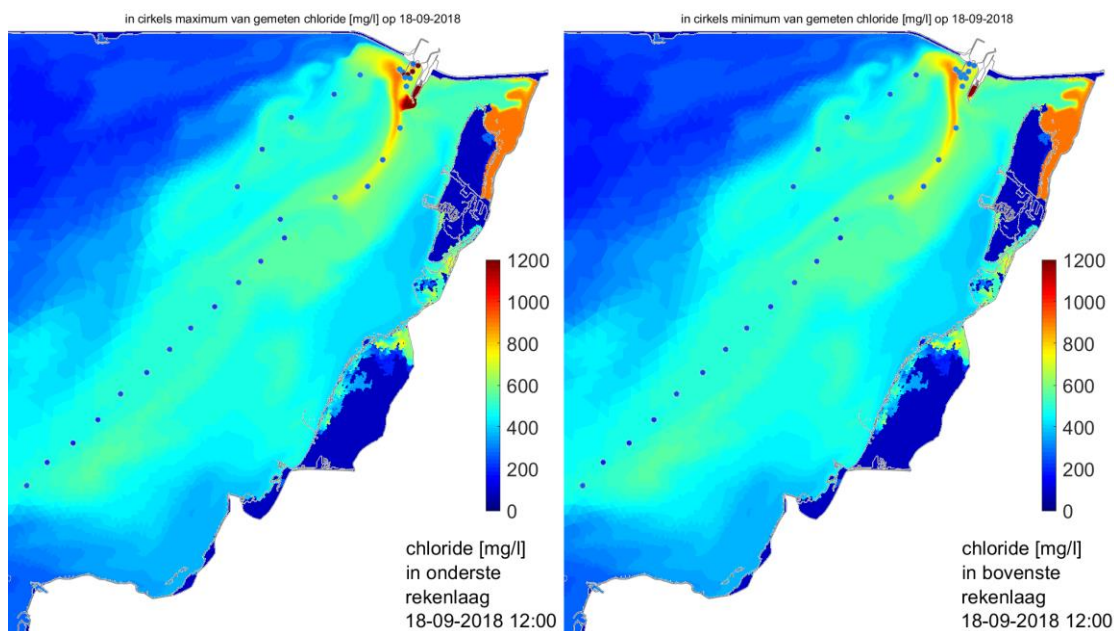 in cirkels maximum van gemeten chloride [mg/l] op 18-09-2018
1200
1000
800
600
400
200
0
chloride [mg/l]
in onderste
rekenlaag
18-09-2018 12:00
in cirkels minimum van gemeten chloride [mg/l] op 18-09-2018
1200
1000
800
600
400
200
0
chloride [mg/l]
in bovenste
rekenlaag
18-09-2018 12:00